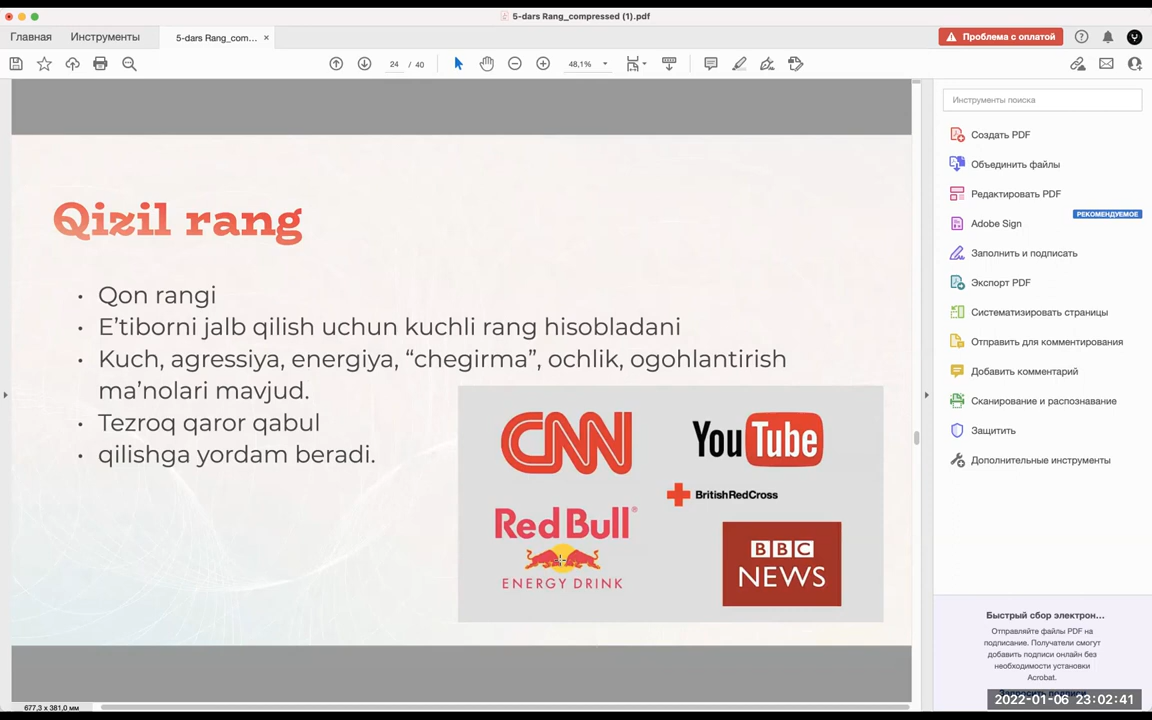 5-dars Rang_compressed (1).pdf
Главная
Инструменты
5-dars Rang_com...
Проблема с оплатой
24 / 40
48,1%
Qizil rang
• Qon rangi
• E’tiborni jalb qilish uchun kuchli rang hisobladani
• Kuch, agressiya, energiya, “chegirma”, ochlik, ogohlantirish
ma’nolari mavjud.
• Tezroq qaror qabul
• qilishga yordam beradi.
CNN
YouTube
BritishRedCross
Red Bull®
ENERGY DRINK
BBC
NEWS
677,3 x 381,0 мм
Инструменты поиска
Создать PDF
Объединить файлы
Редактировать PDF
РЕКОМЕНДУЕМОЕ
Adobe Sign
Заполнить и подписать
Экспорт PDF
Систематизировать страницы
Отправить для комментирования
Добавить комментарий
Сканирование и распознавание
Защитить
Дополнительные инструменты
Быстрый сбор электрон...
Отправляйте файлы PDF на
подписание. Получатели смогут
добавить подписи онлайн без
необходимости установки
Acrobat.
2022-01-06 23:02:41